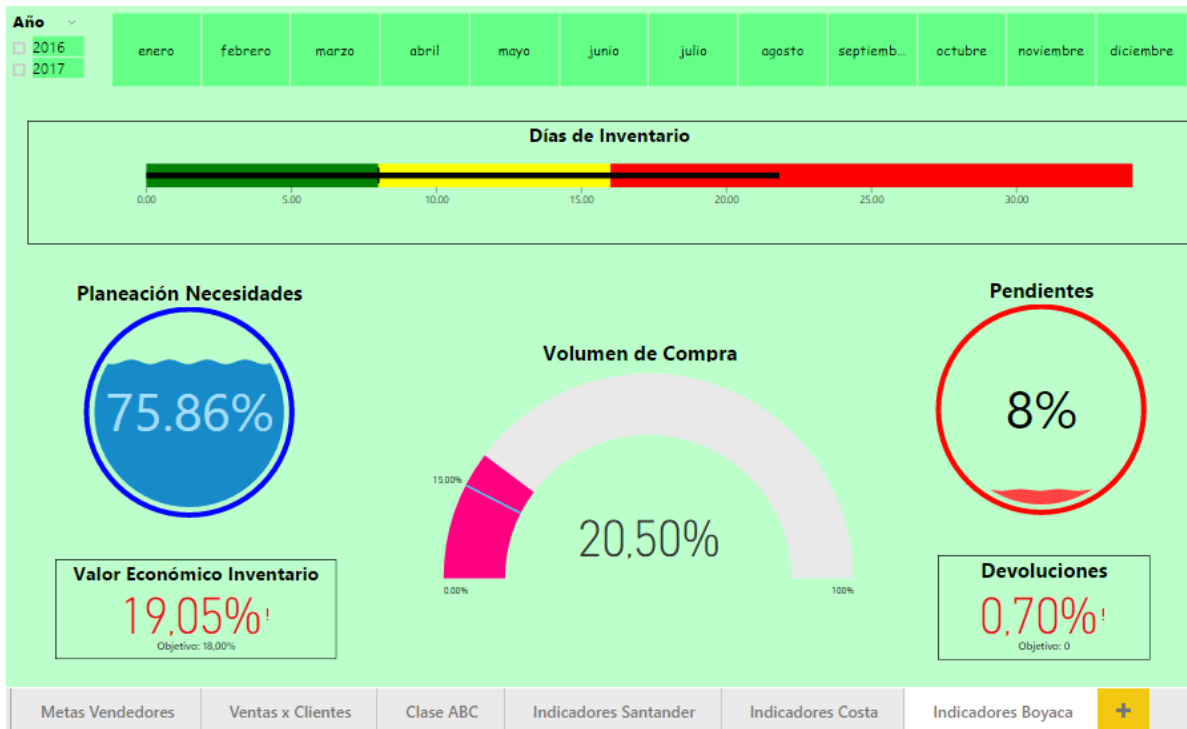 Año
2016
2017
enero febrero marzo abril mayo junio julio agosto septiemb... octubre noviembre diciembre
Días de Inventario
0.00 5.00 10.00 15.00 20.00 25.00 30.00
Planeación Necesidades
75.86%
Volumen de Compra
15.00%
20,50%
0.00% 100%
Pendientes
8%
Valor Económico Inventario
19,05%!
Objetivo: 18,00%
Devoluciones
0,70%!
Objetivo: 0
Metas Vendedores Ventas x Clientes Clase ABC Indicadores Santander Indicadores Costa Indicadores Boyaca +